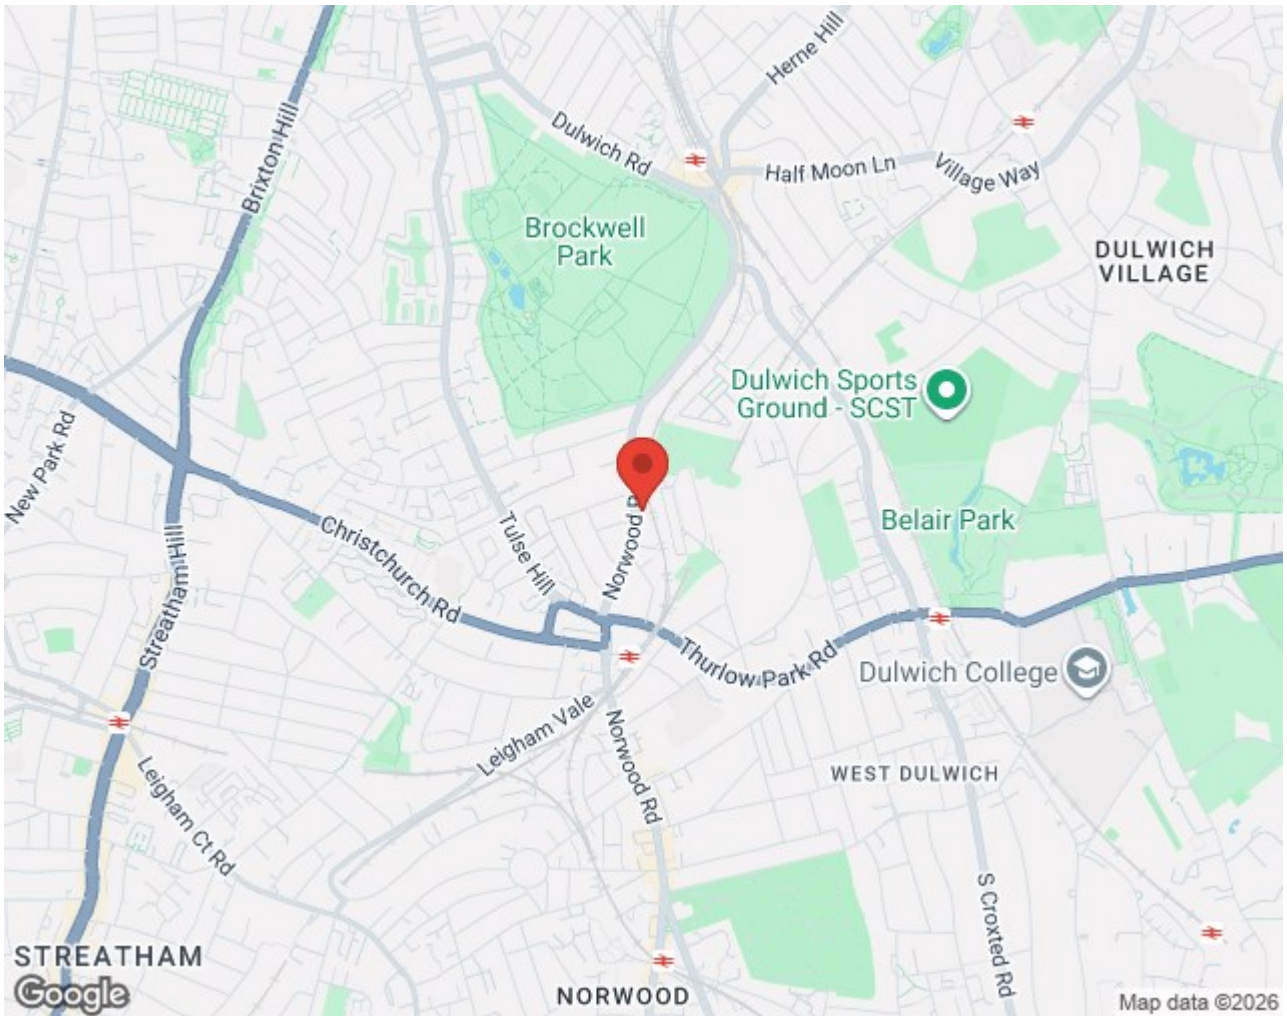 Herne Hill
Dulwich Rd
Brixton Hill
Half Moon Ln
Village Way
Brockwell
Park
DULWICH
VILLAGE
Dulwich Sports
Ground - SCST
New Park Rd
Norwood R
Belair Park
Tulse Hill
Christchurch Rd
Streatham Hill
Thurlow Park Rd
Dulwich College
Leigham Vale
Norwood Rd
WEST DULWICH
Leigham Ct Rd
S Croxted Rd
STREATHAM
NORWOOD
Google
Map data ©2026